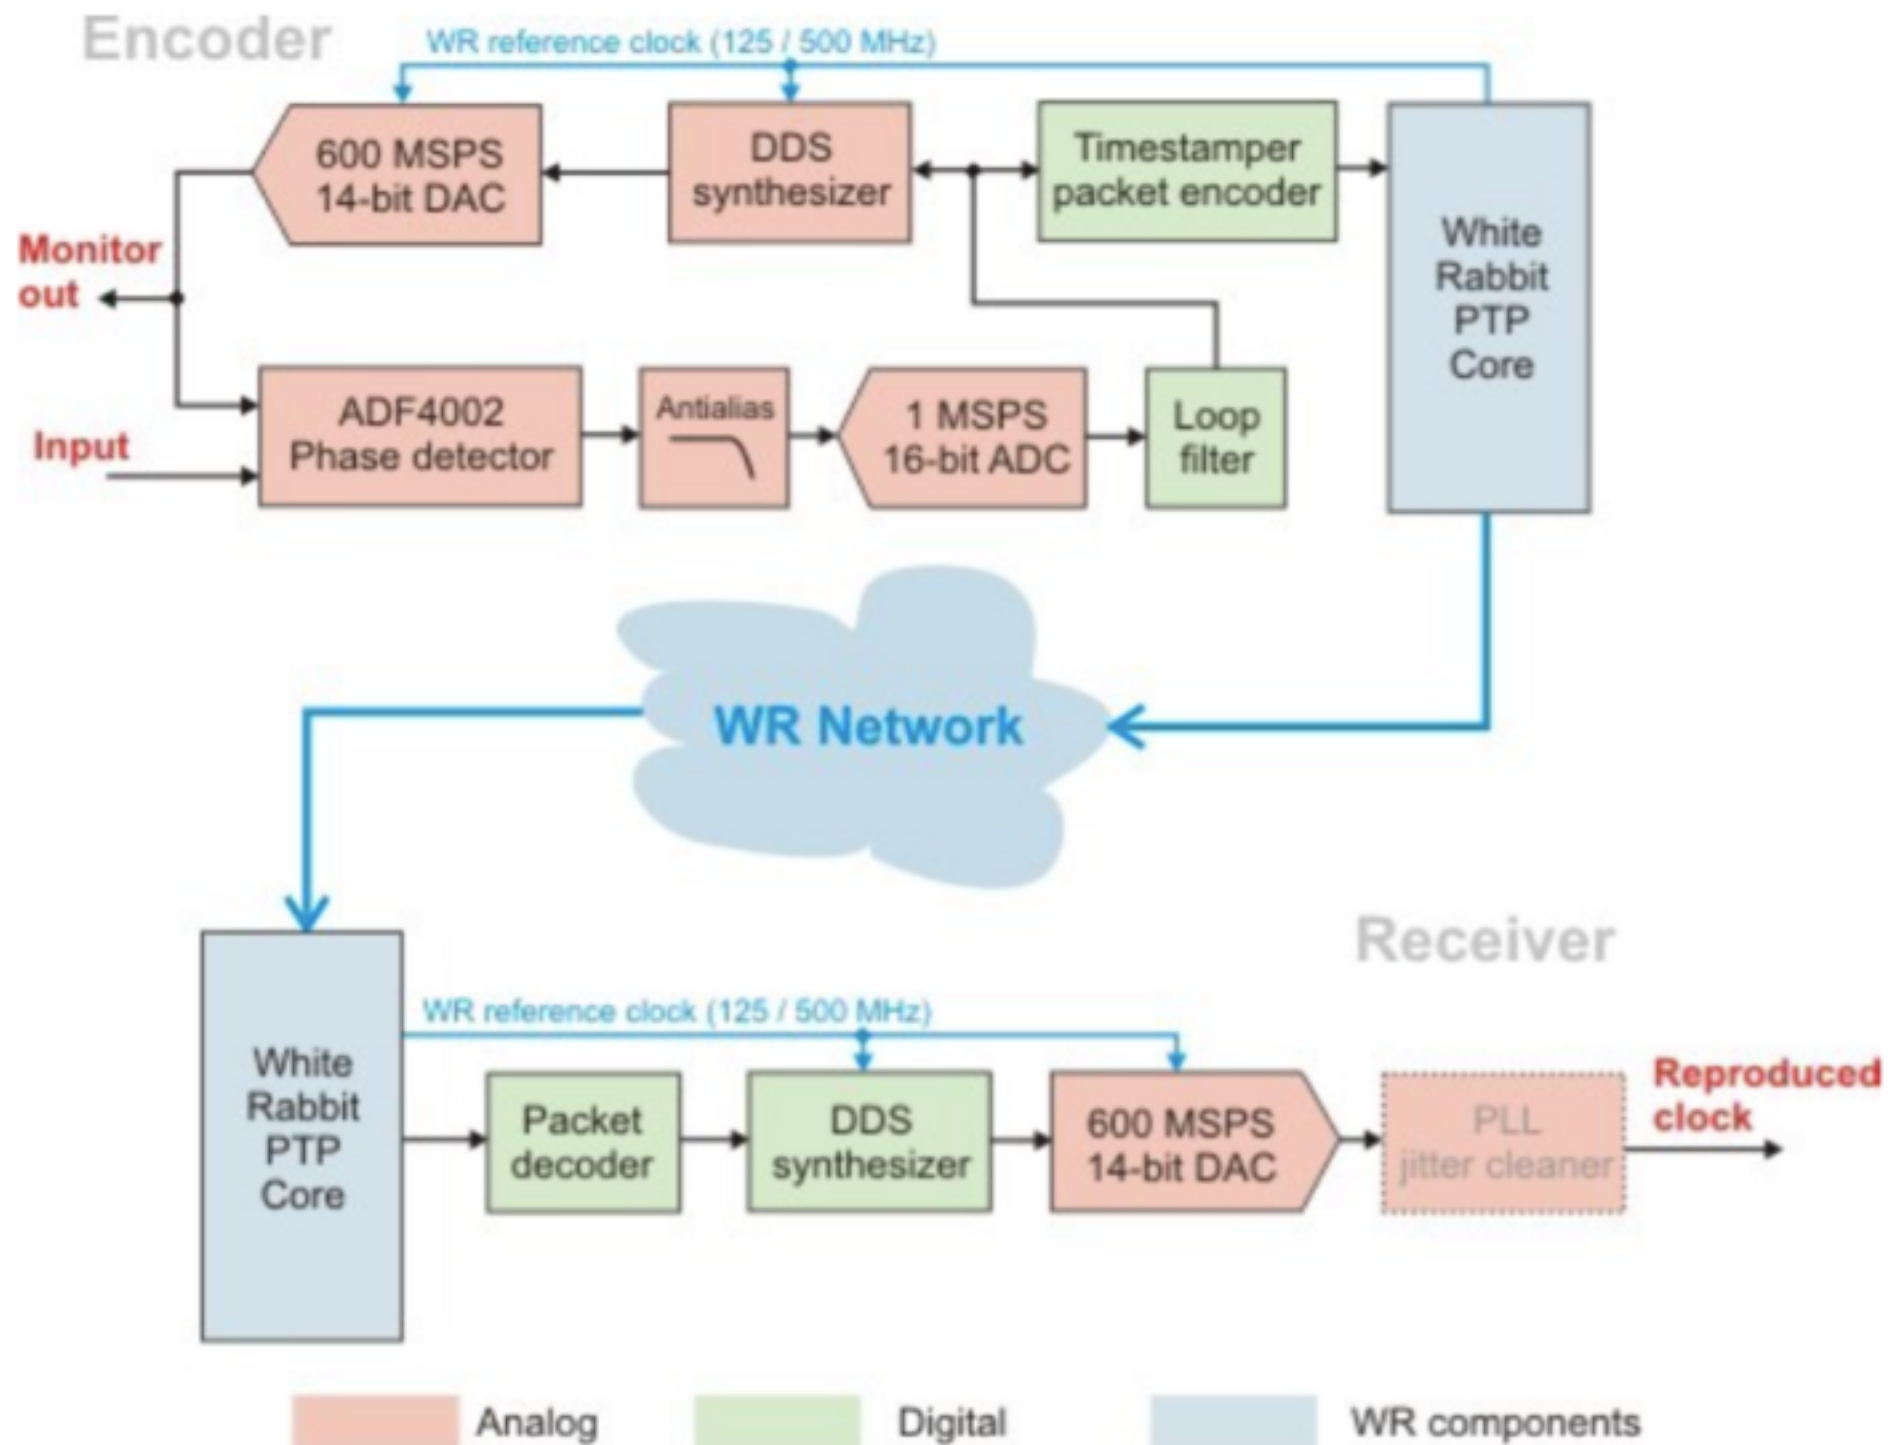 Encoder
WR reference clock (125 / 500 MHz)
600 MSPS
14-bit DAC
DDS
synthesizer
Timestamper
packet encoder
White
Rabbit
PTP
Core
Monitor
out
Input
ADF4002
Phase detector
Antialias
1 MSPS
16-bit ADC
Loop
filter
WR Network
Receiver
White
Rabbit
PTP
Core
WR reference clock (125 / 500 MHz)
Packet
decoder
DDS
synthesizer
600 MSPS
14-bit DAC
PLL
jitter cleaner
Reproduced
clock
Analog
Digital
WR components